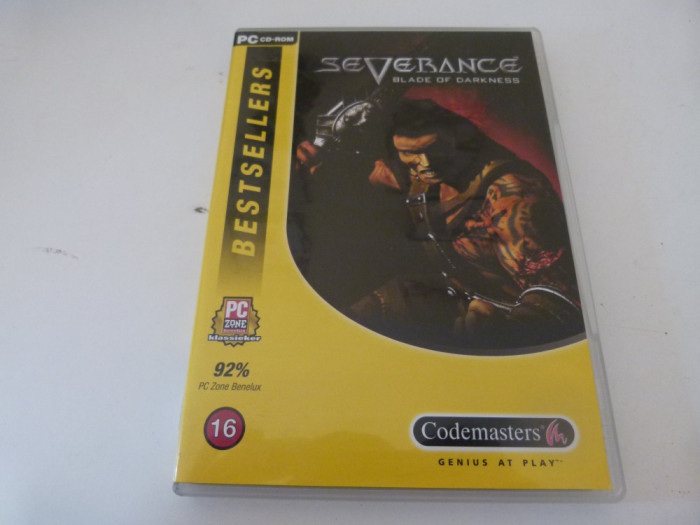 PC CD-ROM
SEVERANCE
BLADE OF DARKNESS
BESTSELLERS
PC
ZONE
klassieker
92%
PC Zone Benelux
16
Codemasters
GENIUS AT PLAY™